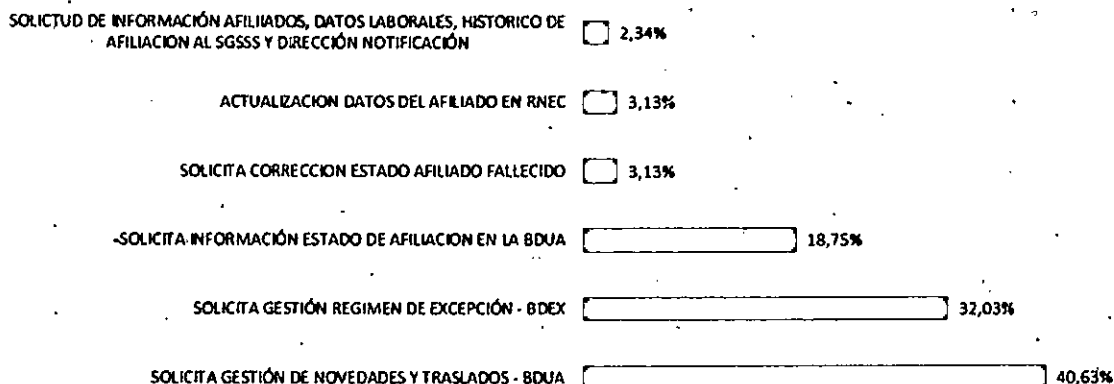 SOLICTUD DE INFORMACIÓN AFILIIADOS, DATOS LABORALES, HISTORICO DE
AFILIACION AL SGSSS Y DIRECCIÓN NOTIFICACIÓN
2,34%
ACTUALIZACION DATOS DEL AFILIADO EN RNEC
3,13%
SOLICITA CORRECCION ESTADO AFILIADO FALLECIDO
3,13%
SOLICITA INFORMACIÓN ESTADO DE AFILIACION EN LA BDUA
18,75%
SOLICITA GESTIÓN REGIMEN DE EXCEPCIÓN - BDEX
32,03%
SOLICITA GESTIÓN DE NOVEDADES Y TRASLADOS - BDUA
40,63%